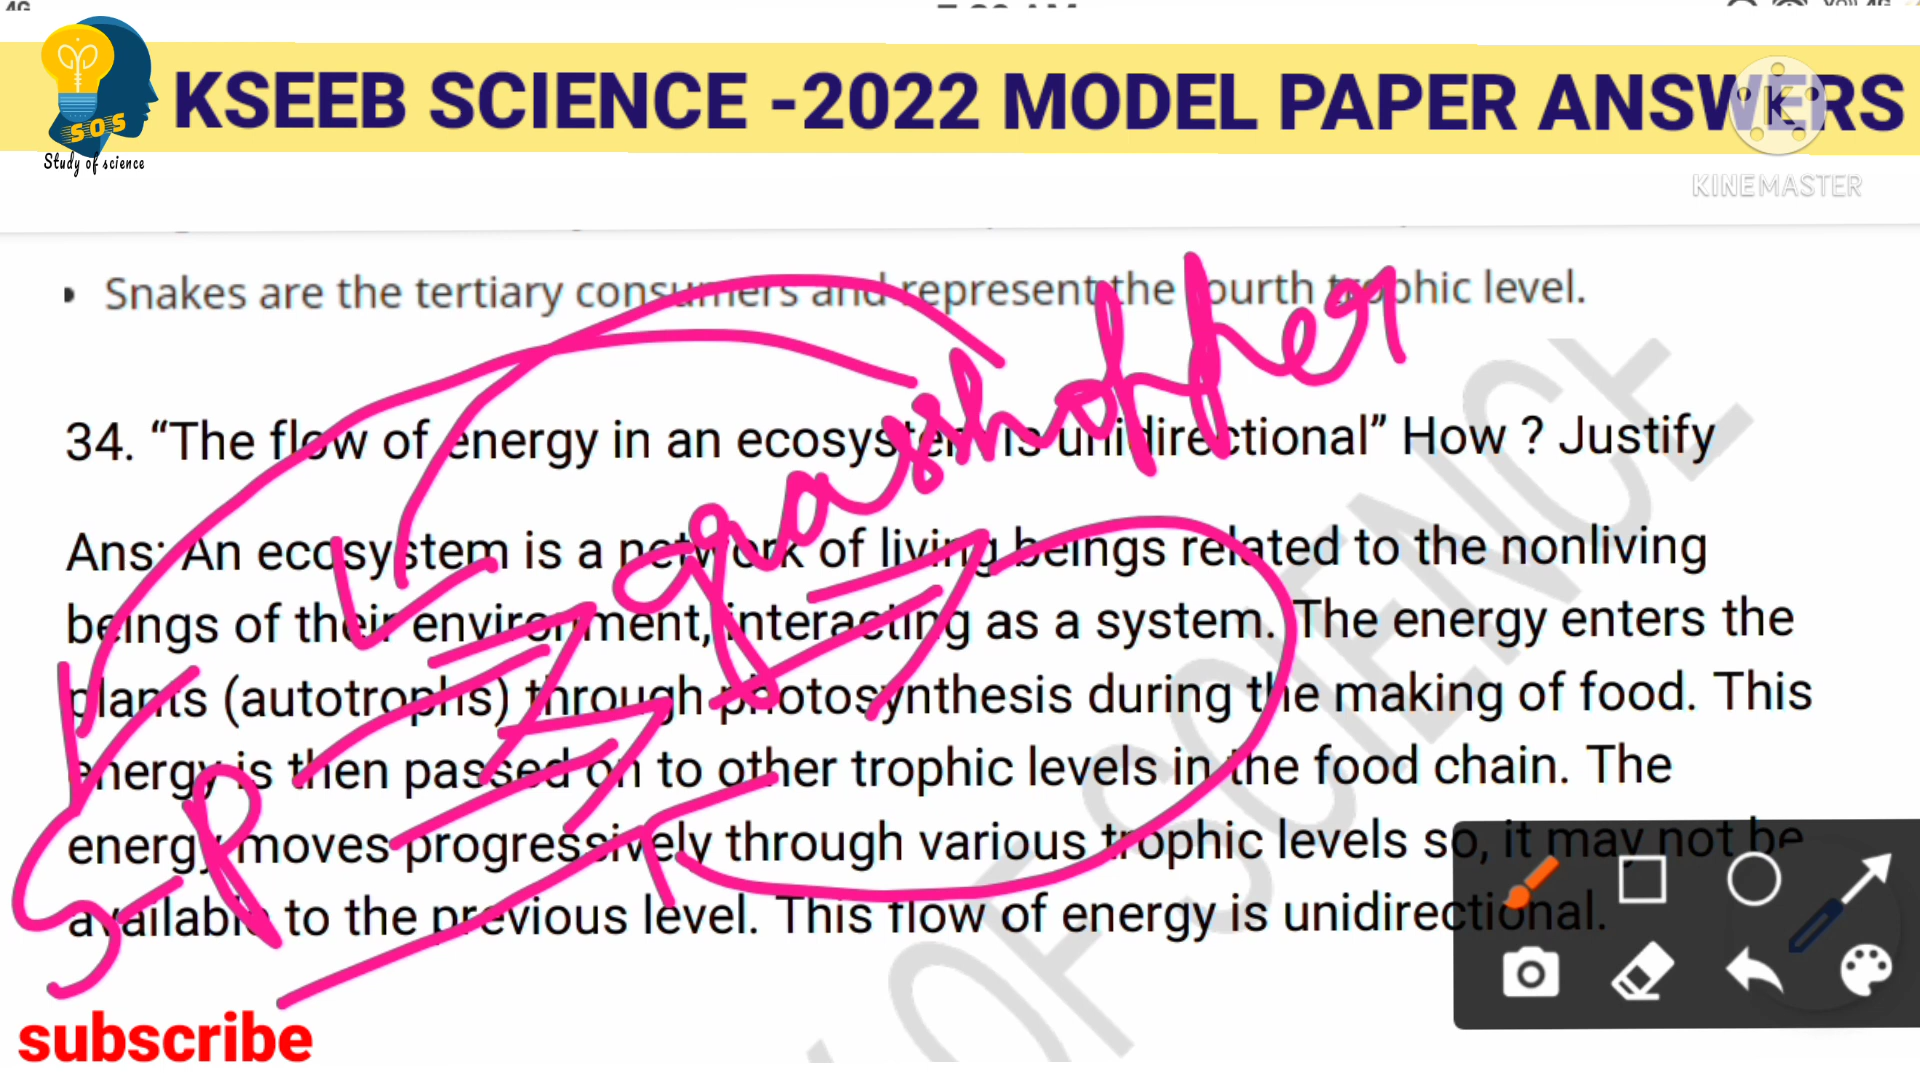 4G
KSEEB SCIENCE -2022 MODEL PAPER ANSWERS
SOS
Study of science
K
KINEMASTER
• Snakes are the tertiary consumers and represent the fourth trophic level.
34. “The flow of energy in an ecosystem is unidirectional” How ? Justify
Ans: An ecosystem is a network of living beings related to the nonliving
beings of their environment, interacting as a system. The energy enters the
plants (autotrophs) through photosynthesis during the making of food. This
energy is then passed on to other trophic levels in the food chain. The
energy moves progressively through various trophic levels so, it may not be
available to the previous level. This flow of energy is unidirectional.
gasshopper
P
OF SCIENCE
subscribe